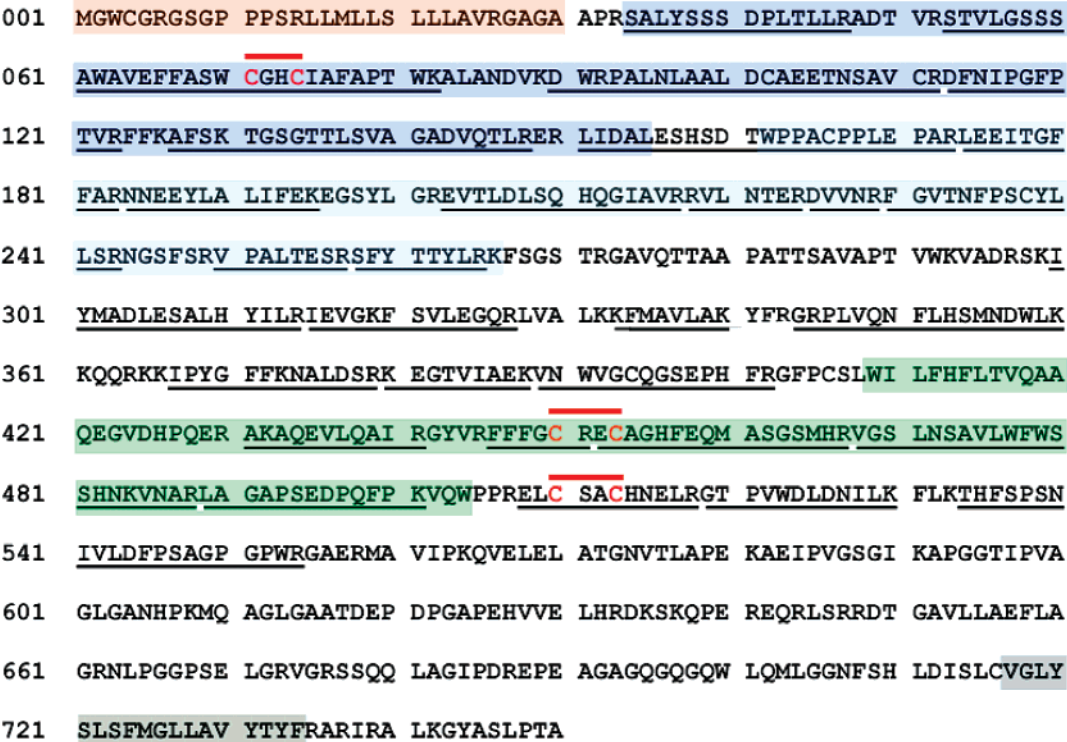 001 MGWCGRGSGP PPSRLLMLLS LLLAVRGAGA APRSALYSSS DPLTLLRADT VRSTVLGSSS
061 AWAVEFFASW CGHCIAFAPT WKALANDVKD WRPALNLAAL DCAEETNSAV CRDFNIPGFP
121 TVRFFKAFSK TGSGTTLSVA GADVQTLRER LIDALESHSD TWPPACPPLE PARLEEITGF
181 FARNNEEYLA LIFEKEGSYL GREVTLDLSQ HQGIAVRRVL NTERDVVNRF GVTNFPSCYL
241 LSRNGSFSRV PALTESRSFY TTYLRKFSGS TRGAVQTTAA PATTSAVAPT VWKVADRSKI
301 YMADLESALH YILRIEVGKF SVLEGQRLVA LKKFMAVLAK YFRGRPLVQN FLHSMNDWLK
361 KQQRKKIPYG FFKNALDSRK EGTVIAEKVN WVGCQGSEPH FRGFPCSLWI LFHFLTVQAA
421 QEGVDHPQER AKAQEVLQAI RGYVRFFFGC RECAGHFEQM ASGSMHRVGS LNSAVLWFWS
481 SHNKVNARLA GAPSEDPQFP KVQWPPRELC SACHNELRGT PVWDLDNILK FLKTHFSPSN
541 IVLDFPSAGP GPWRGAERMA VIPKQVELEL ATGNVTLAPE KAEIPVGSGI KAPGGTIPVA
601 GLGANHPKMQ AGLGAATDEP DPGAPEHVVE LHRDKSKQPE REQRLSRRDT GAVLLAEFLA
661 GRNLPGGPSE LGRVGRSSQQ LAGIPDREPE AGAGQGQGQW LQMLGGNFSH LDISLCVGLY
721 SLSFMGLLAV YTYFRARIRA LKGYASLPTA